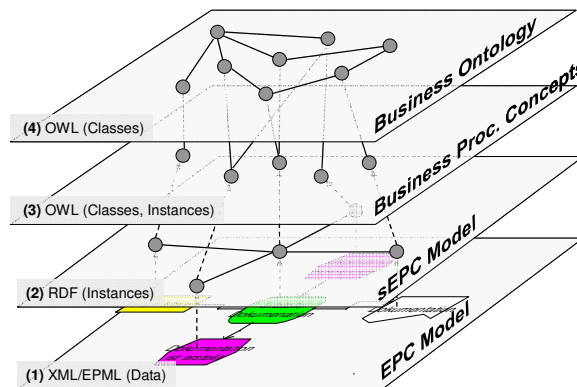 Business Ontology
(4) OWL (Classes)
Business Proc. Concepts
(3) OWL (Classes, Instances)
sEPC Model
(2) RDF (Instances)
EPC Model
(1) XML/EPML (Data)